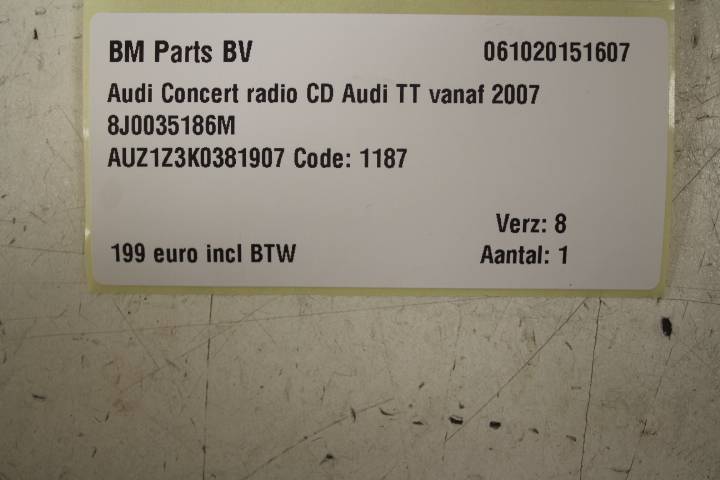 BM Parts BV 061020151607
Audi Concert radio CD Audi TT vanaf 2007
8J0035186M
AUZ1Z3K0381907 Code: 1187
Verz: 8
199 euro incl BTW Aantal: 1